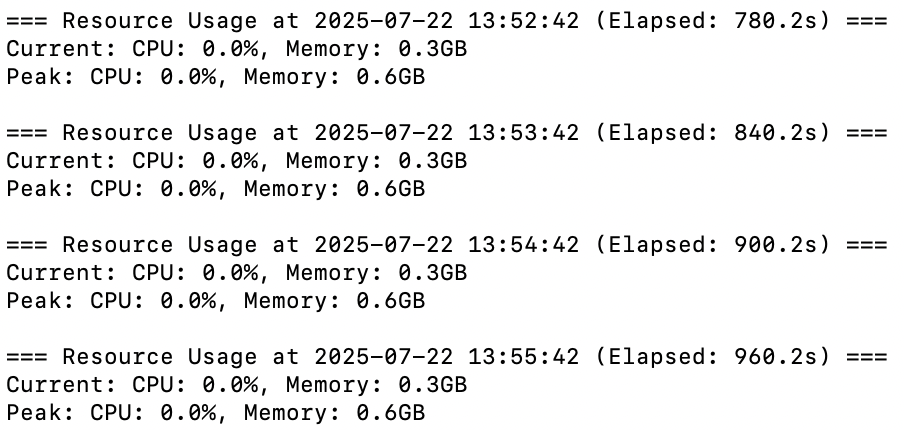 === Resource Usage at 2025-07-22 13:52:42 (Elapsed: 780.2s) ===
Current: CPU: 0.0%, Memory: 0.3GB
Peak: CPU: 0.0%, Memory: 0.6GB

=== Resource Usage at 2025-07-22 13:53:42 (Elapsed: 840.2s) ===
Current: CPU: 0.0%, Memory: 0.3GB
Peak: CPU: 0.0%, Memory: 0.6GB

=== Resource Usage at 2025-07-22 13:54:42 (Elapsed: 900.2s) ===
Current: CPU: 0.0%, Memory: 0.3GB
Peak: CPU: 0.0%, Memory: 0.6GB

=== Resource Usage at 2025-07-22 13:55:42 (Elapsed: 960.2s) ===
Current: CPU: 0.0%, Memory: 0.3GB
Peak: CPU: 0.0%, Memory: 0.6GB